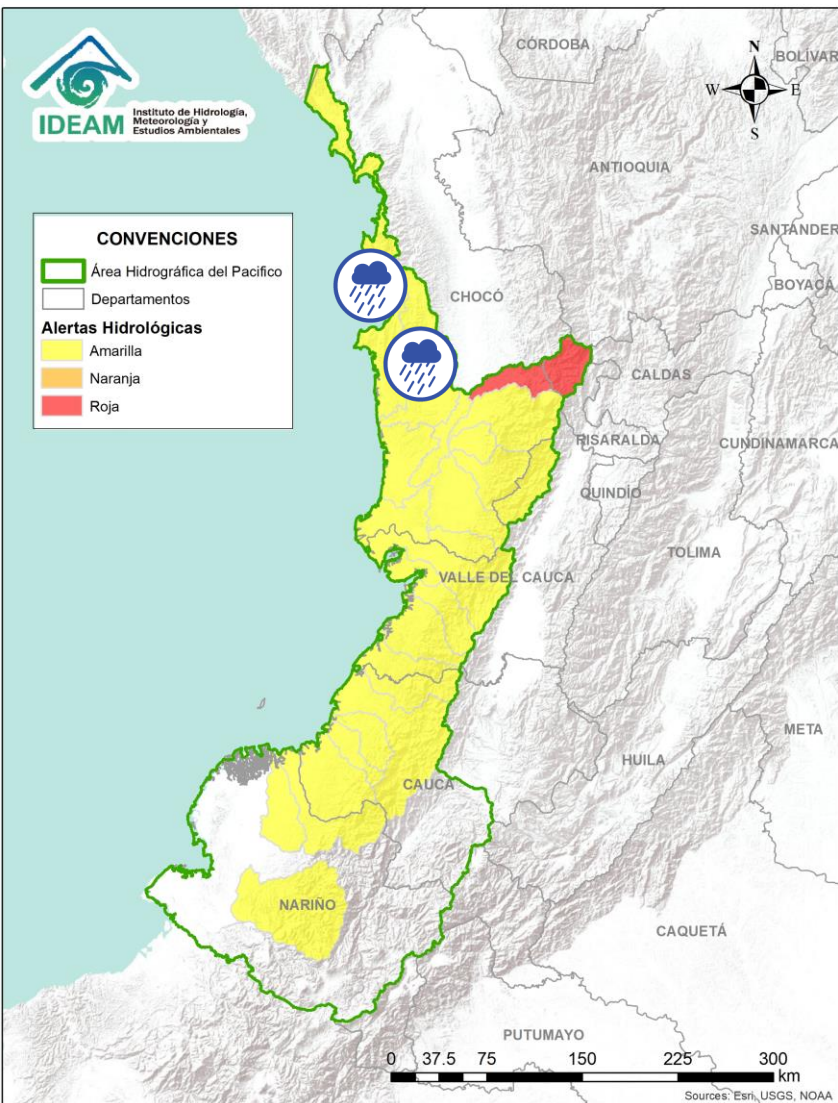 IDEAM
Instituto de Hidrología,
Meteorología y
Estudios Ambientales
CÓRDOBA
BOLÍVAR
N
W
E
S
ANTIOQUIA
SANTANDER
CONVENCIONES
Área Hidrográfica del Pacifico
Departamentos
Alertas Hidrológicas
Amarilla
Naranja
Roja
BOYACÁ
CHOCÓ
CALDAS
RISARALDA
CUNDINAMARCA
QUINDÍO
TOLIMA
VALLE DEL CAUCA
META
HUILA
CAUCA
NARIÑO
CAQUETÁ
PUTUMAYO
0 37.5 75 150 225 300
km
Sources: Esri, USGS, NOAA